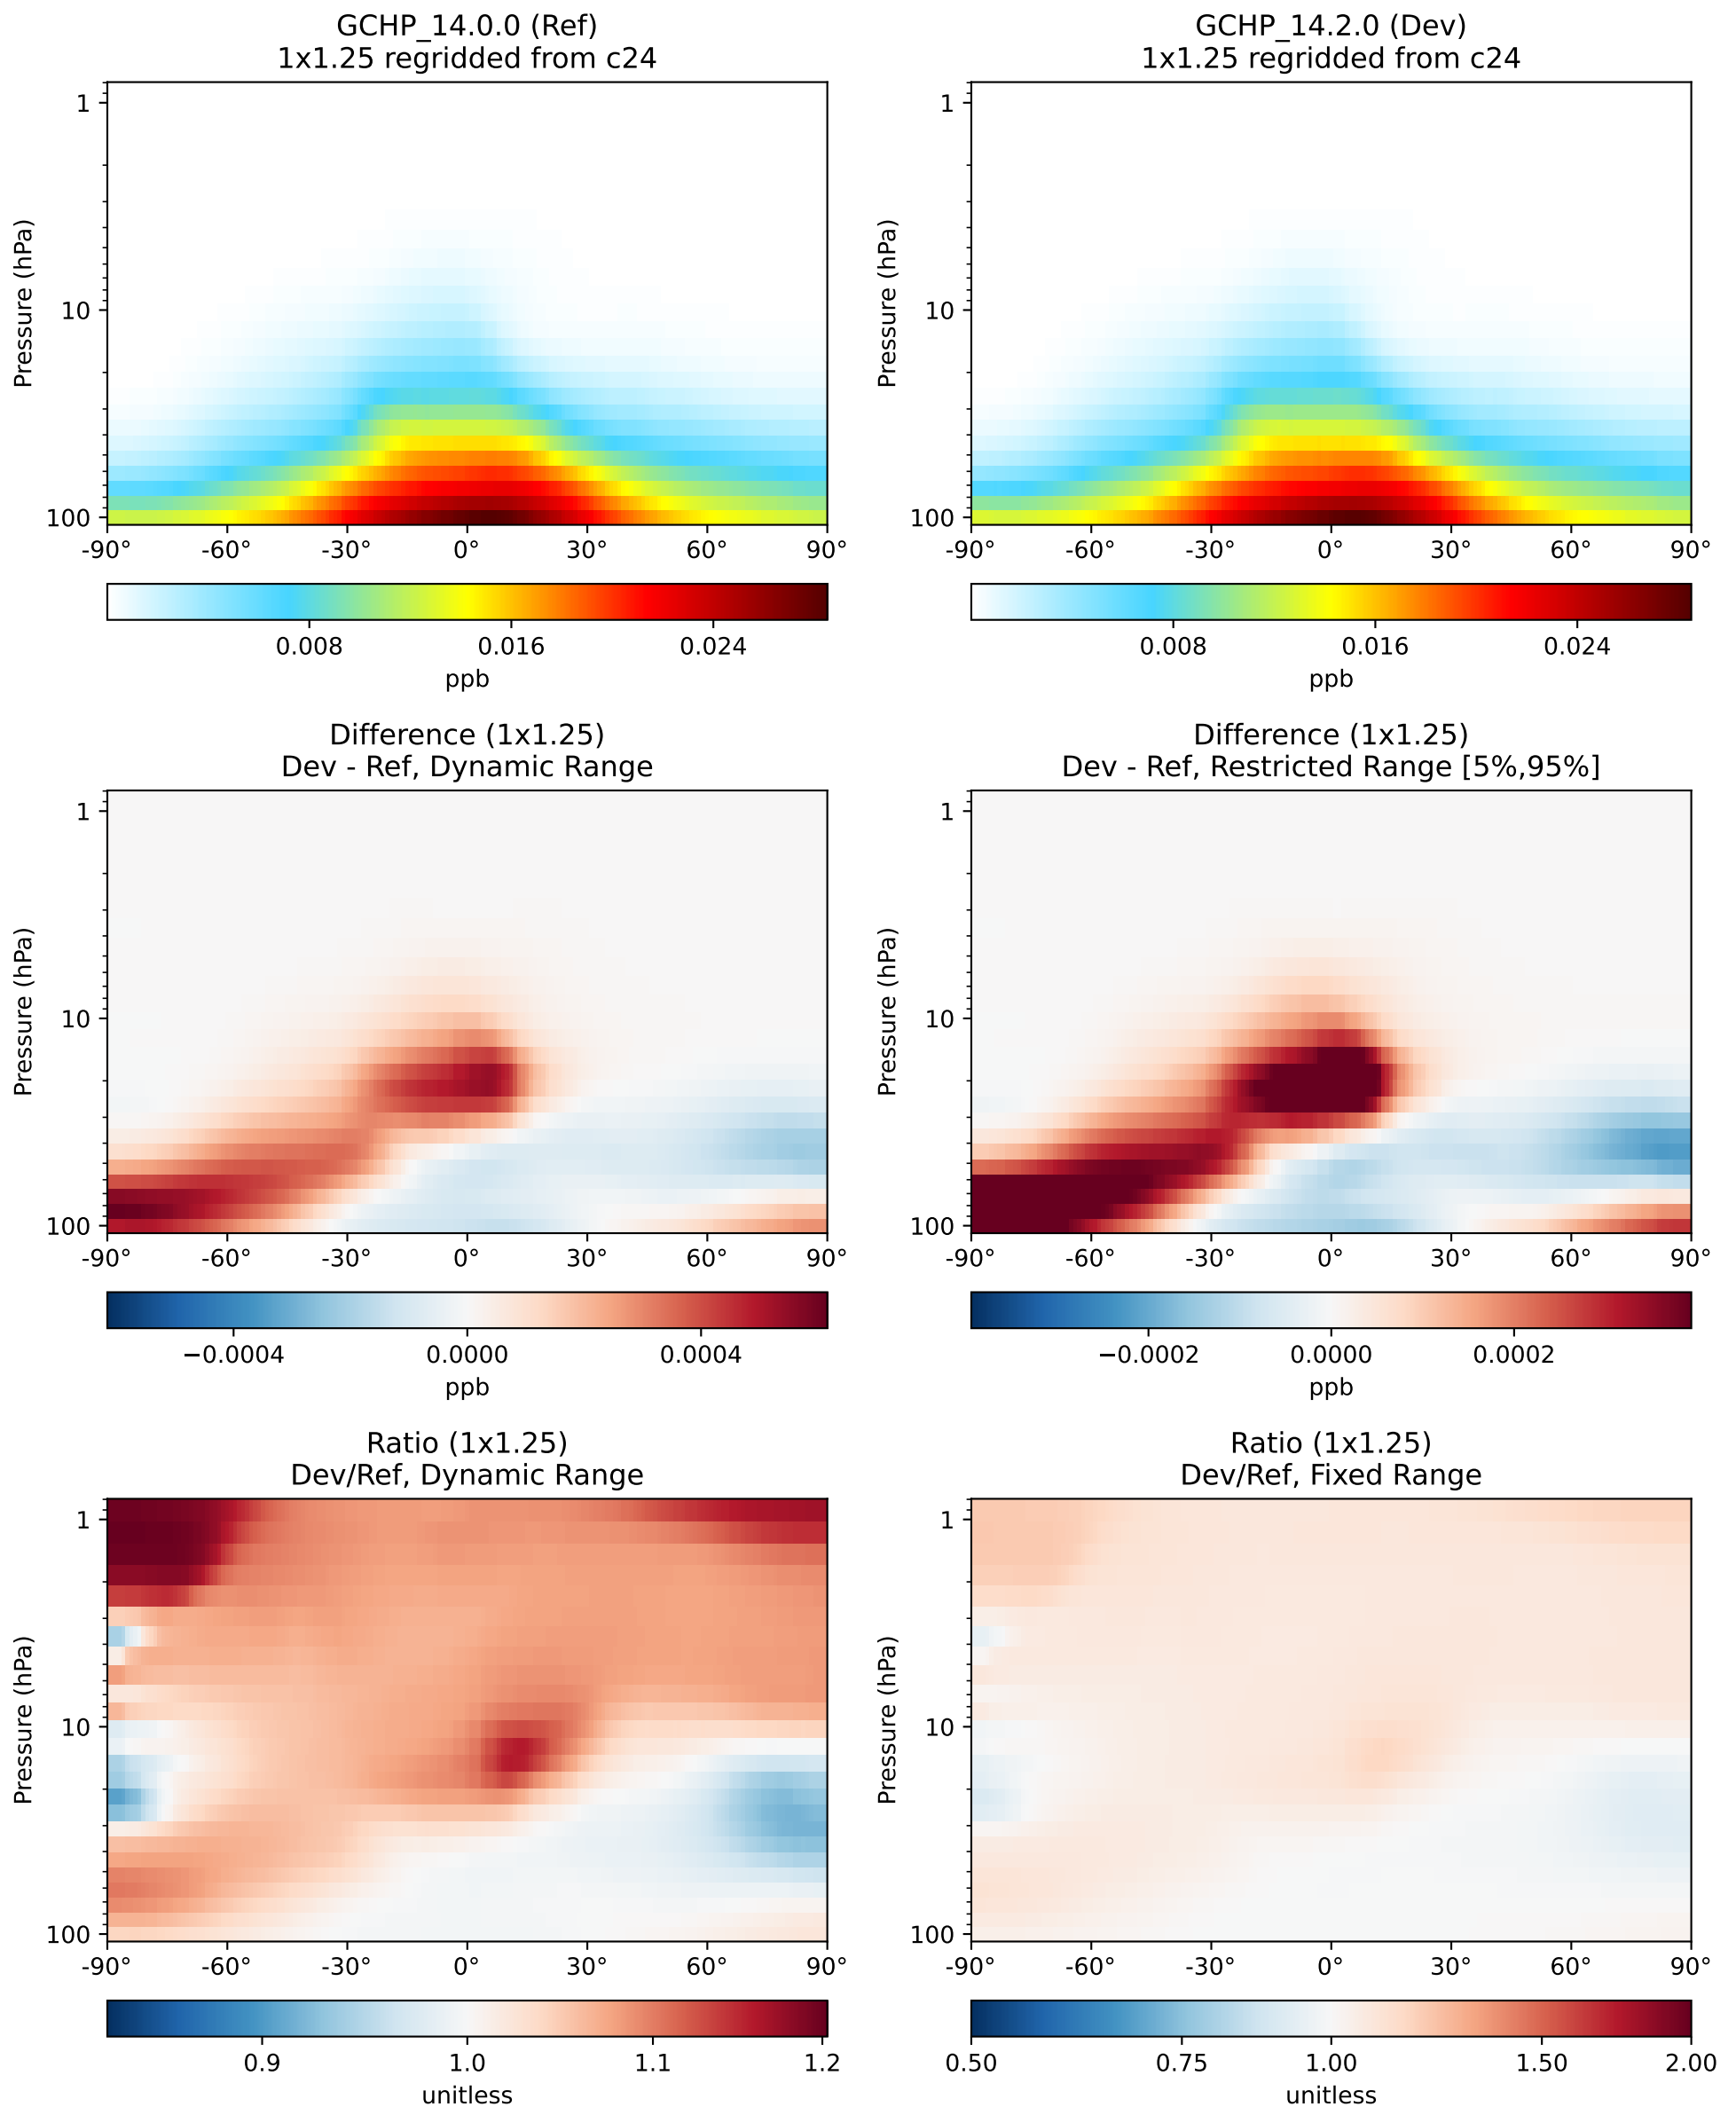 GCHP_14.0.0 (Ref)
1x1.25 regridded from c24
Pressure (hPa)
1
10
100
-90° -60° -30° 0° 30° 60° 90°
0.008 0.016 0.024
ppb
GCHP_14.2.0 (Dev)
1x1.25 regridded from c24
Pressure (hPa)
1
10
100
-90° -60° -30° 0° 30° 60° 90°
0.008 0.016 0.024
ppb
Difference (1x1.25)
Dev - Ref, Dynamic Range
Pressure (hPa)
1
10
100
-90° -60° -30° 0° 30° 60° 90°
−0.0004 0.0000 0.0004
ppb
Difference (1x1.25)
Dev - Ref, Restricted Range [5%,95%]
Pressure (hPa)
1
10
100
-90° -60° -30° 0° 30° 60° 90°
−0.0002 0.0000 0.0002
ppb
Ratio (1x1.25)
Dev/Ref, Dynamic Range
Pressure (hPa)
1
10
100
-90° -60° -30° 0° 30° 60° 90°
0.9 1.0 1.1 1.2
unitless
Ratio (1x1.25)
Dev/Ref, Fixed Range
Pressure (hPa)
1
10
100
-90° -60° -30° 0° 30° 60° 90°
0.50 0.75 1.00 1.50 2.00
unitless